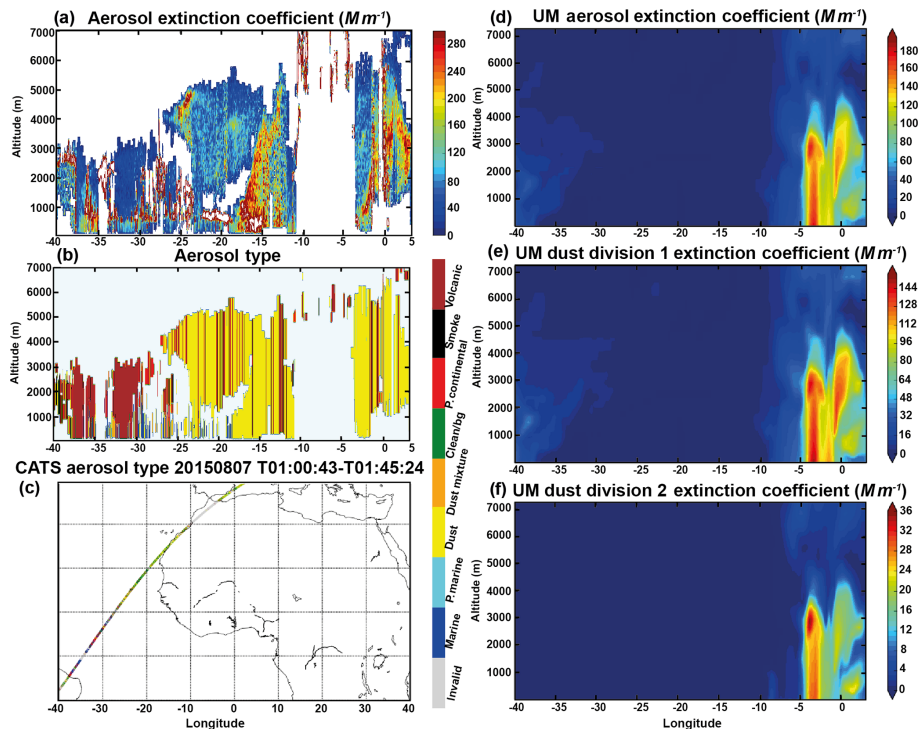 (a) Aerosol extinction coefficient (Mm⁻¹)
7000
6000
5000
4000
3000
2000
1000
Altitude (m)
-40 -35 -30 -25 -20 -15 -10 -5 0 5
280
240
200
160
120
80
40
0
(b) Aerosol type
7000
6000
5000
4000
3000
2000
1000
Altitude (m)
-40 -35 -30 -25 -20 -15 -10 -5 0 5
Volcanic
Smoke
P.continental
Clean/bg
Dust mixture
Dust
P.marine
Marine
Invalid
CATS aerosol type 20150807 T01:00:43-T01:45:24
(c)
-40 -30 -20 -10 0 10 20 30 40
Longitude
(d) UM aerosol extinction coefficient (Mm⁻¹)
7000
6000
5000
4000
3000
2000
1000
Altitude (m)
-40 -35 -30 -25 -20 -15 -10 -5 0
180
160
140
120
100
80
60
40
20
0
(e) UM dust division 1 extinction coefficient (Mm⁻¹)
7000
6000
5000
4000
3000
2000
1000
Altitude (m)
-40 -35 -30 -25 -20 -15 -10 -5 0
144
128
112
96
80
64
48
32
16
0
(f) UM dust division 2 extinction coefficient (Mm⁻¹)
7000
6000
5000
4000
3000
2000
1000
Altitude (m)
-40 -35 -30 -25 -20 -15 -10 -5 0
Longitude
36
32
28
24
20
16
12
8
4
0